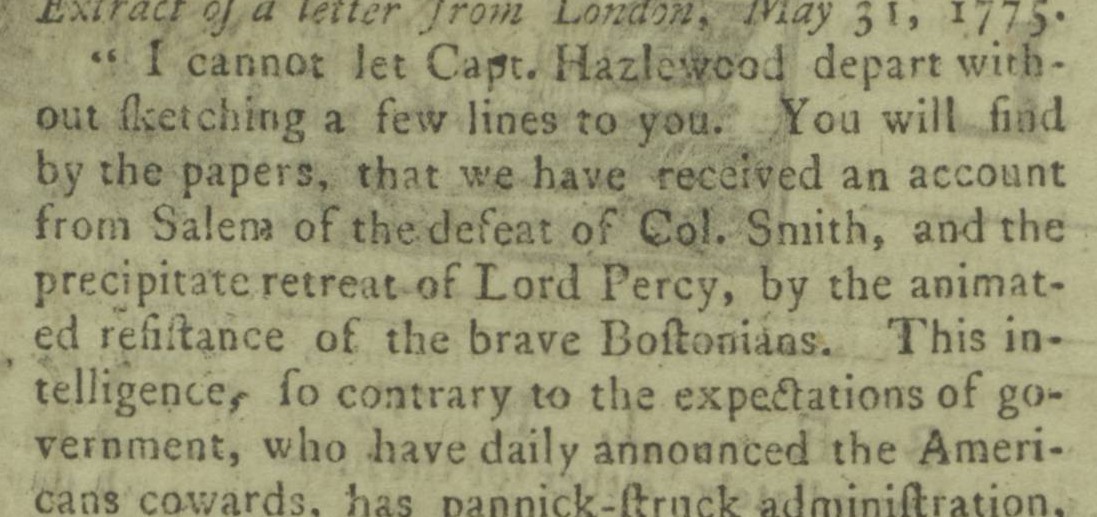 Extract of a letter from London, May 31, 1775.
“ I cannot let Capt. Hazlewood depart with-
out ſketching a few lines to you. You will find
by the papers, that we have received an account
from Salem of the defeat of Col. Smith, and the
precipitate retreat of Lord Percy, by the animat-
ed reſiſtance of the brave Boſtonians. This in-
telligence, ſo contrary to the expectations of go-
vernment, who have daily announced the Ameri-
cans cowards, has pannick-ſtruck adminiſtration,